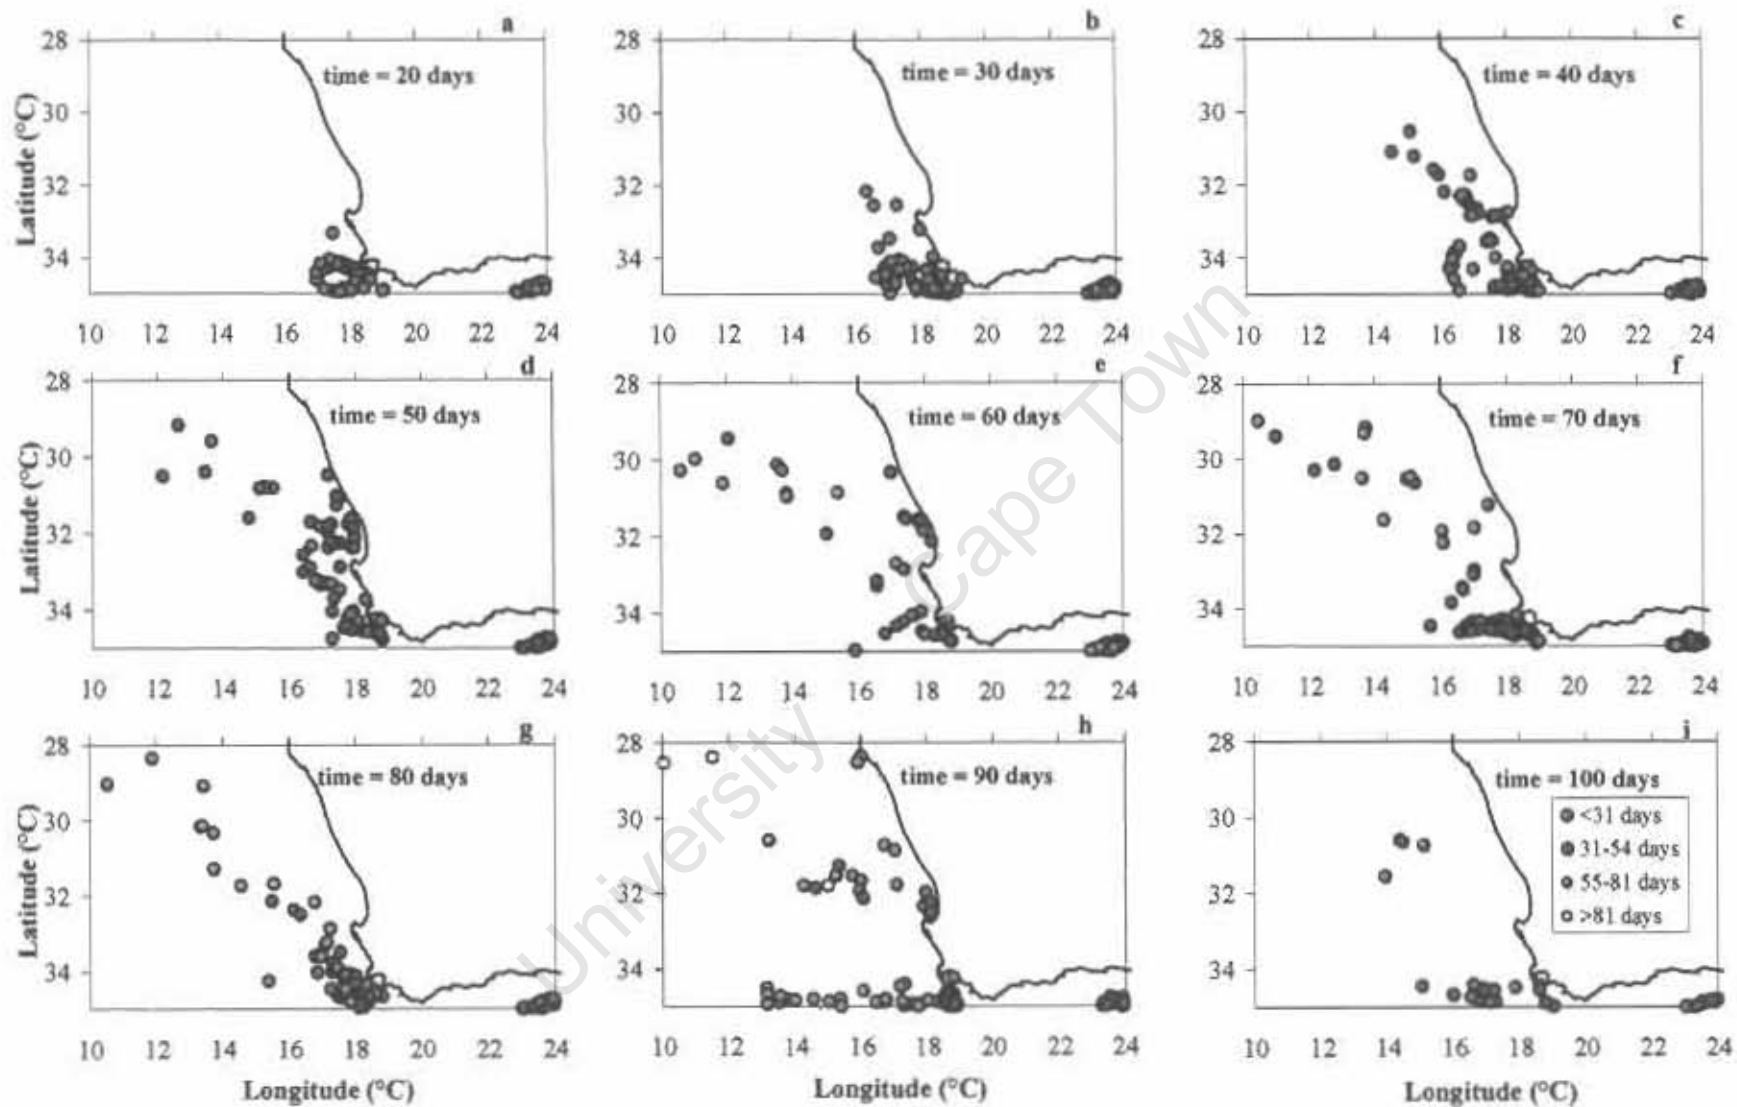 a
28
time = 20 days
30
32
34
Latitude (°C)
10 12 14 16 18 20 22 24
b
28
time = 30 days
30
32
34
10 12 14 16 18 20 22 24
c
28
time = 40 days
30
32
34
10 12 14 16 18 20 22 24
d
28
time = 50 days
30
32
34
Latitude (°C)
10 12 14 16 18 20 22 24
e
28
time = 60 days
30
32
34
10 12 14 16 18 20 22 24
f
28
time = 70 days
30
32
34
10 12 14 16 18 20 22 24
g
28
time = 80 days
30
32
34
Latitude (°C)
10 12 14 16 18 20 22 24
Longitude (°C)
h
28
time = 90 days
30
32
34
10 12 14 16 18 20 22 24
Longitude (°C)
i
28
time = 100 days
30
32
34
<31 days
31-54 days
55-81 days
>81 days
10 12 14 16 18 20 22 24
Longitude (°C)
University Cape Town